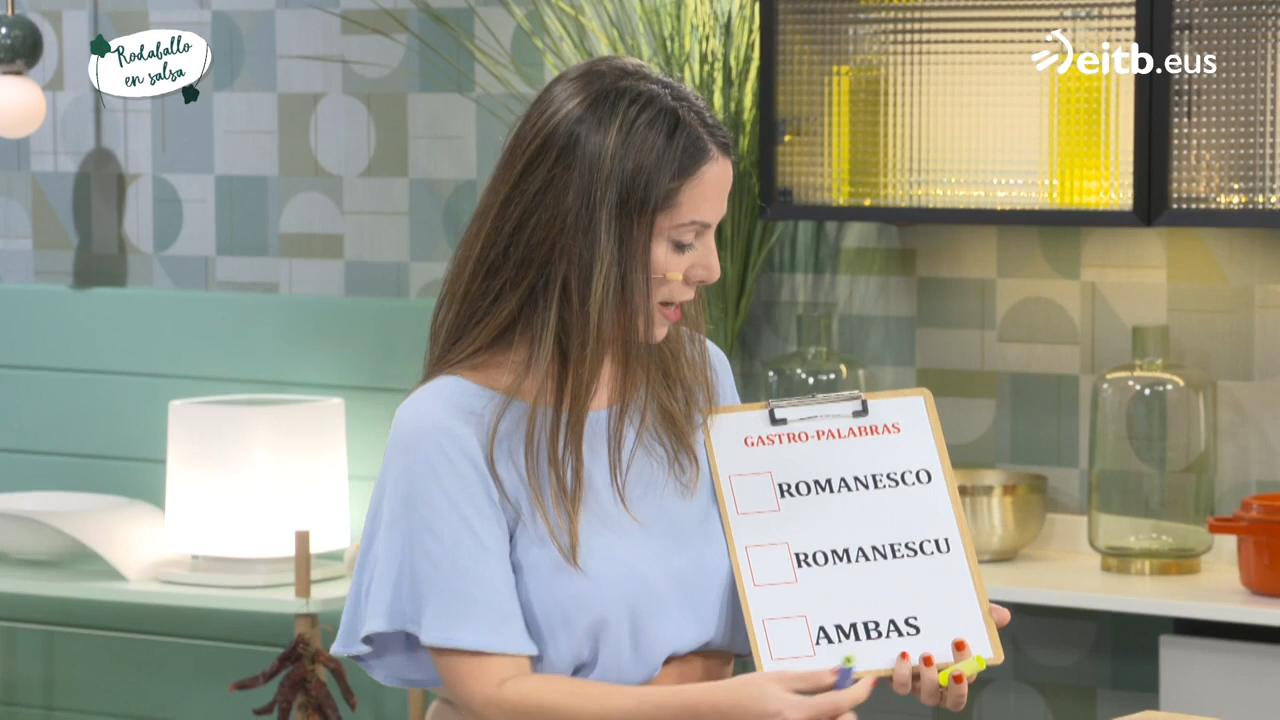 Rodaballo
en salsa
eitb.eus
GASTRO-PALABRAS
ROMANESCO
ROMANESCU
AMBAS